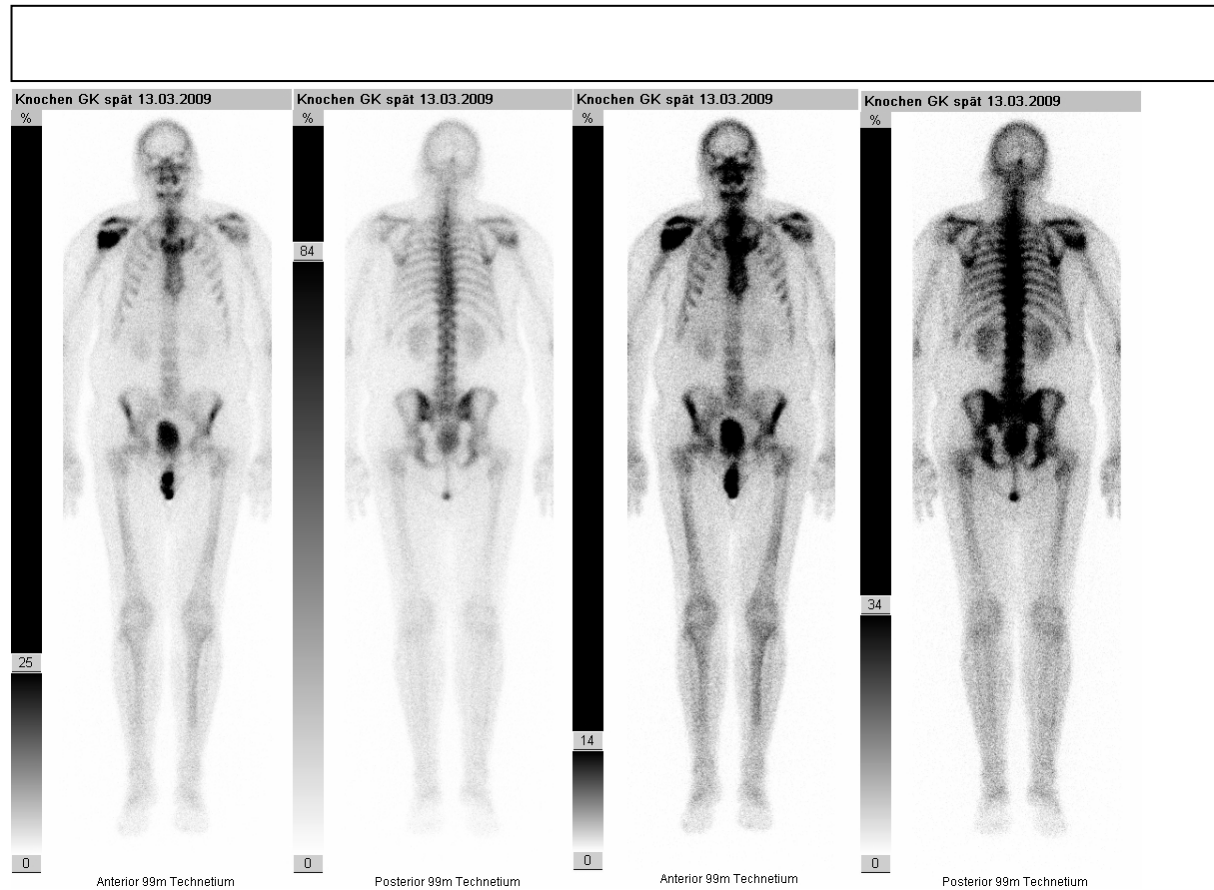 Knochen GK spät 13.03.2009
%
25
0
Anterior 99m Technetium
Knochen GK spät 13.03.2009
%
84
0
Posterior 99m Technetium
Knochen GK spät 13.03.2009
%
14
0
Anterior 99m Technetium
Knochen GK spät 13.03.2009
%
34
0
Posterior 99m Technetium